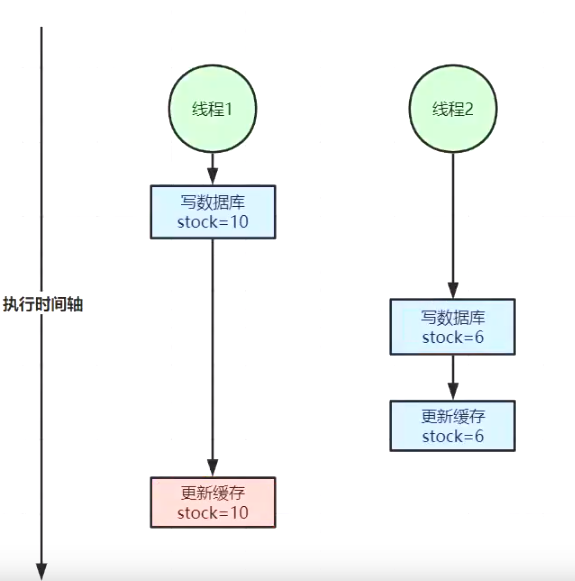 线程1
线程2
写数据库
stock=10
执行时间轴
写数据库
stock=6
更新缓存
stock=6
更新缓存
stock=10